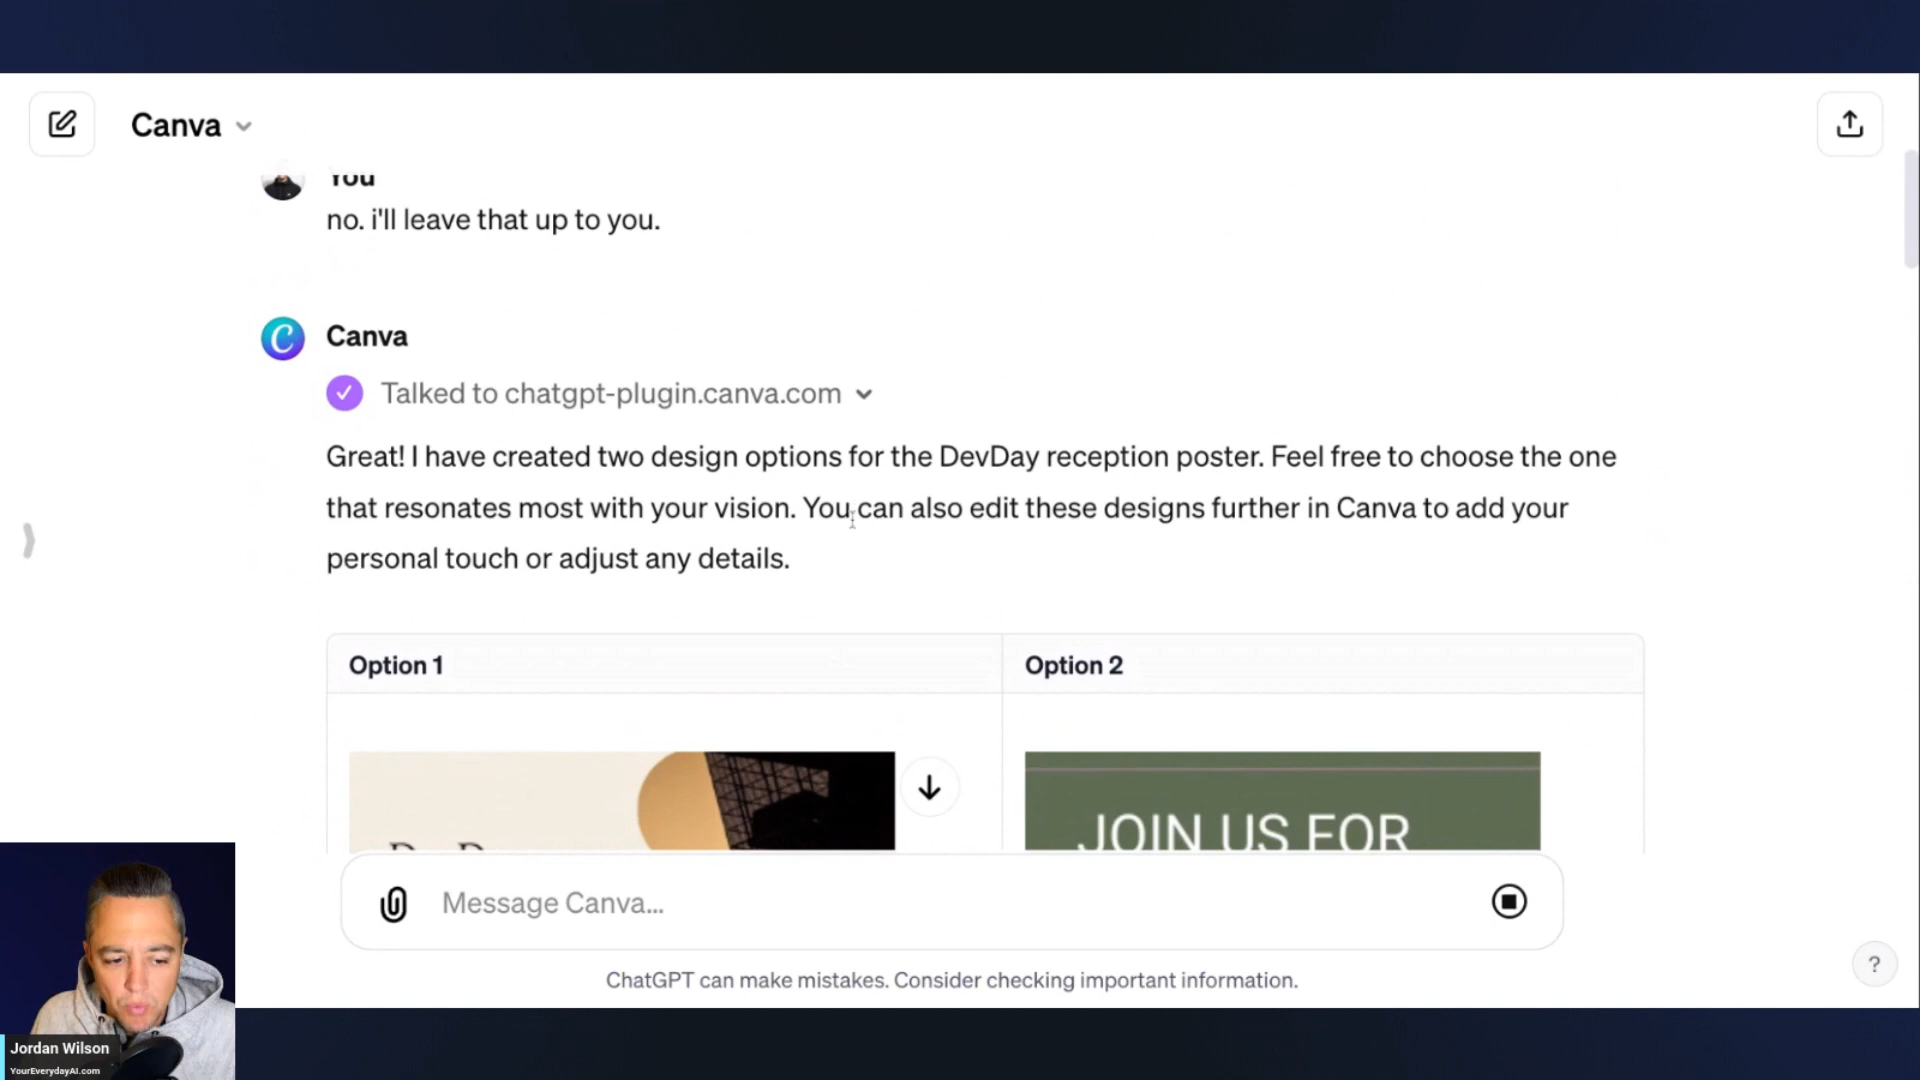 Canva
You
no. i'll leave that up to you.
Canva
Talked to chatgpt-plugin.canva.com
Great! I have created two design options for the DevDay reception poster. Feel free to choose the one
that resonates most with your vision. You can also edit these designs further in Canva to add your
personal touch or adjust any details.
Option 1
Option 2
JOIN US FOR
Message Canva...
ChatGPT can make mistakes. Consider checking important information.
?
Jordan Wilson
YourEverydayAI.com